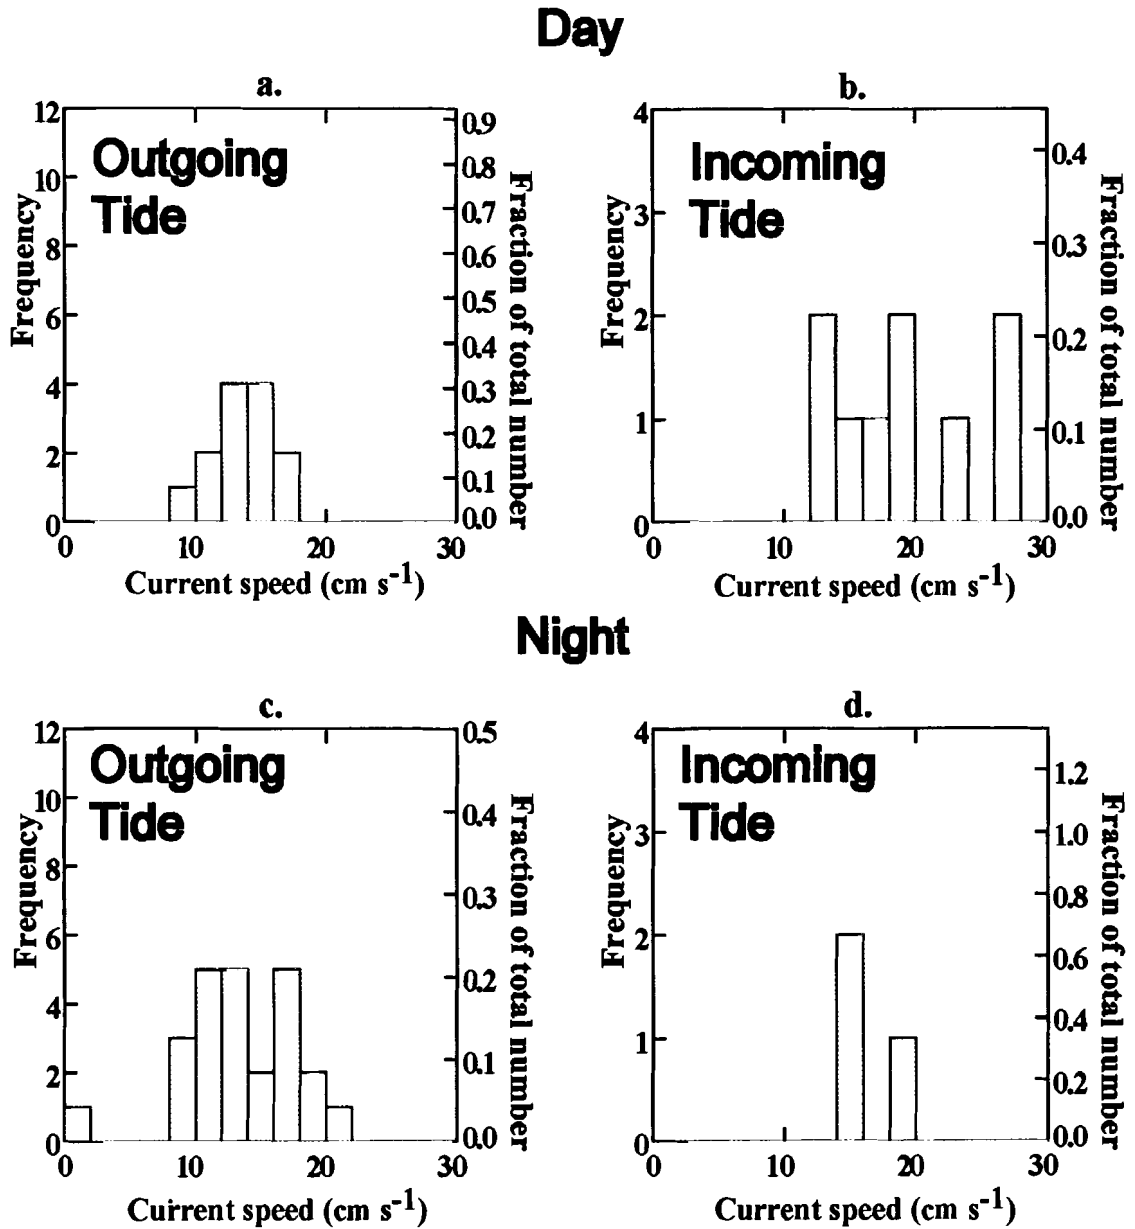 Day
a.
Outgoing
Tide
12
10
8
6
4
2
0
Frequency
0.9
0.8
0.7
0.6
0.5
0.4
0.3
0.2
0.1
0.0
Fraction of total number
0 10 20 30
Current speed (cm s-1)
b.
Incoming
Tide
4
3
2
1
0
Frequency
0.4
0.3
0.2
0.1
0.0
Fraction of total number
0 10 20 30
Current speed (cm s-1)
Night
c.
Outgoing
Tide
12
10
8
6
4
2
0
Frequency
0.5
0.4
0.3
0.2
0.1
0.0
Fraction of total number
0 10 20 30
Current speed (cm s-1)
d.
Incoming
Tide
4
3
2
1
0
Frequency
1.2
1.0
0.8
0.6
0.4
0.2
0.0
Fraction of total number
0 10 20 30
Current speed (cm s-1)